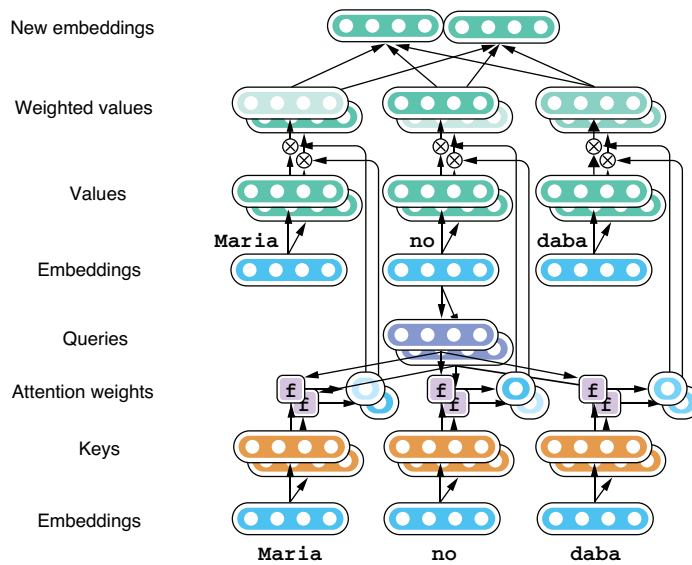 New embeddings
Weighted values
Values
Maria no daba
Embeddings
Queries
Attention weights f f f
f f f
Keys
Embeddings
Maria no daba